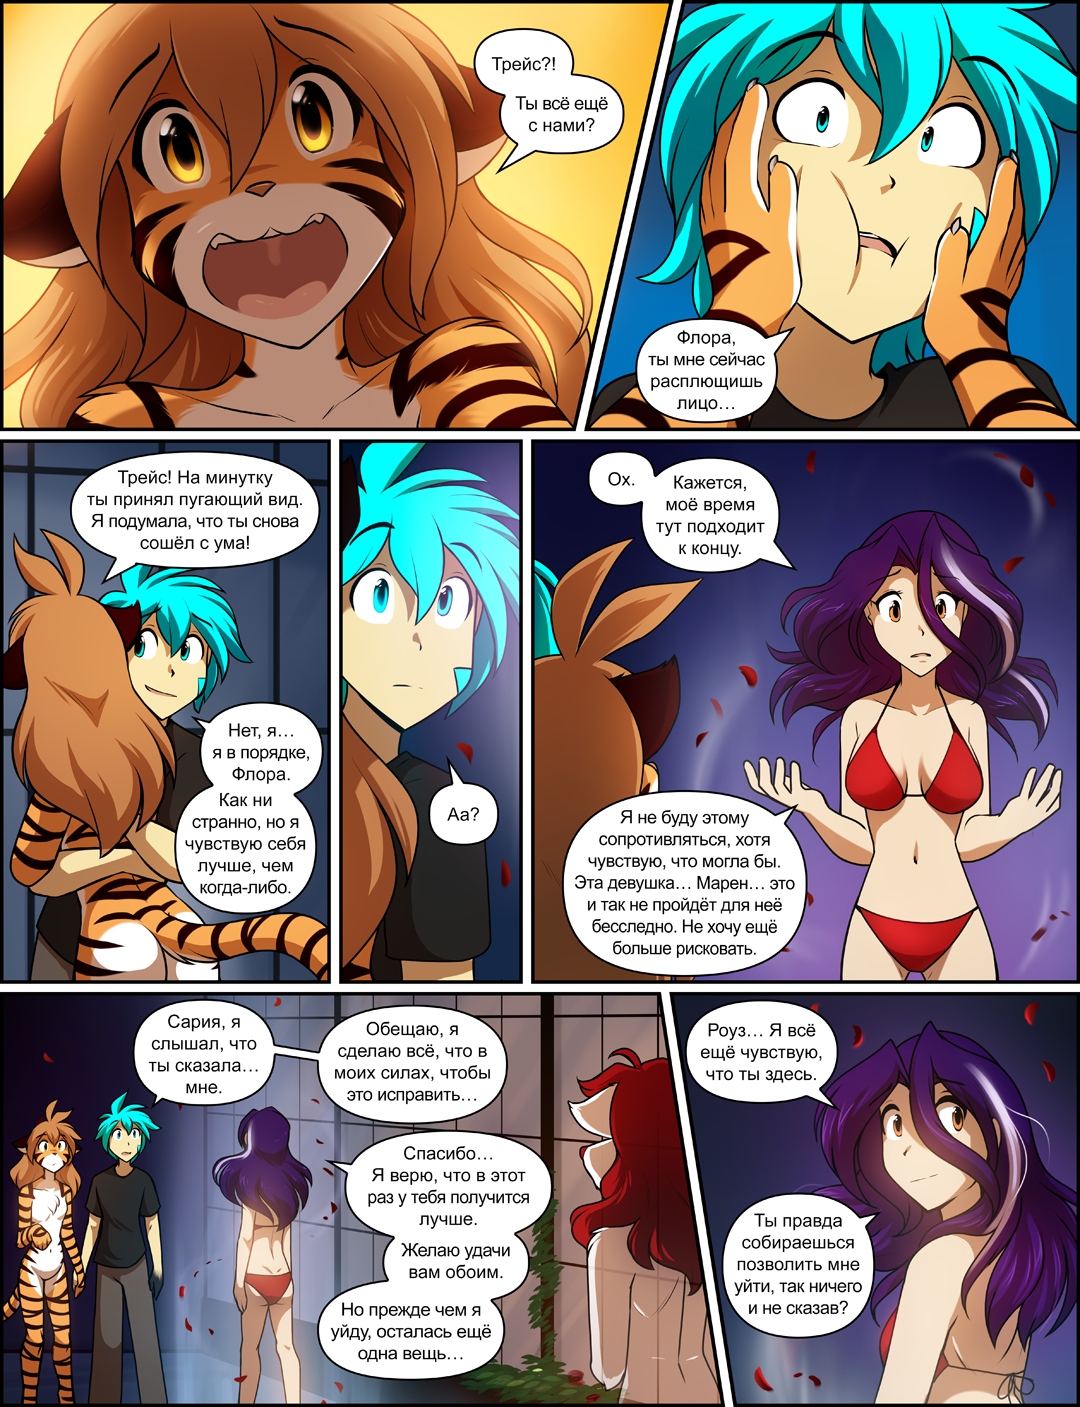 Трейс?!
Ты всё ещё
с нами?
Флора,
ты мне сейчас
расплющишь
лицо...
Трейс! На минутку
ты принял пугающий вид.
Я подумала, что ты снова
сошёл с ума!
Нет, я...
я в порядке,
Флора.
Как ни
странно, но я
чувствую себя
лучше, чем
когда-либо.
Аа?
Ох.
Кажется,
моё время
тут подходит
к концу.
Я не буду этому
сопротивляться, хотя
чувствую, что могла бы.
Эта девушка... Марен... это
и так не пройдёт для неё
бесследно. Не хочу ещё
больше рисковать.
Сария, я
слышал, что
ты сказала...
мне.
Обещаю, я
сделаю всё, что в
моих силах, чтобы
это исправить...
Спасибо...
Я верю, что в этот
раз у тебя получится
лучше.
Желаю удачи
вам обоим.
Но прежде чем я
уйду, осталась ещё
одна вещь...
Роуз... Я всё
ещё чувствую,
что ты здесь.
Ты правда
собираешься
позволить мне
уйти, так ничего
и не сказав?